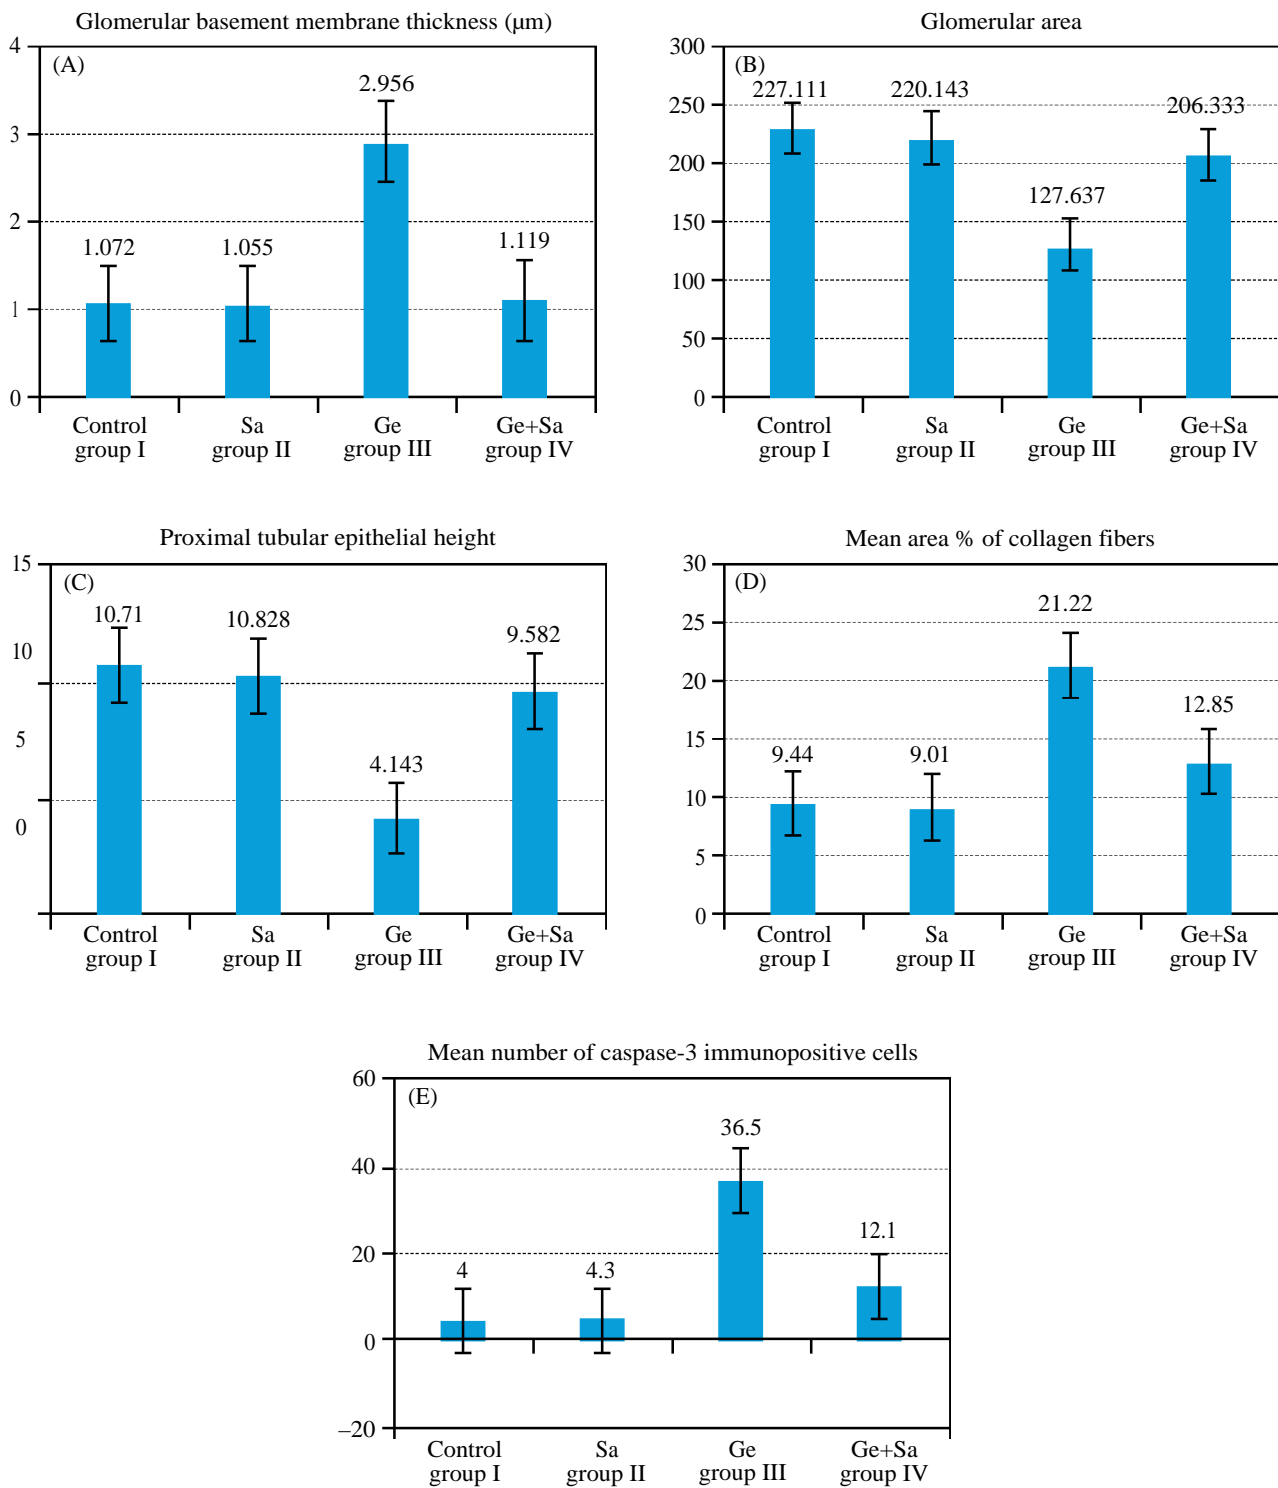 Glomerular basement membrane thickness (µm)
(A)
4
3
2
1
0
1.072
1.055
2.956
1.119
Control
group I
Sa
group II
Ge
group III
Ge+Sa
group IV
Glomerular area
(B)
300
250
200
150
100
50
0
227.111
220.143
127.637
206.333
Control
group I
Sa
group II
Ge
group III
Ge+Sa
group IV
Proximal tubular epithelial height
(C)
15
10
5
0
10.71
10.828
4.143
9.582
Control
group I
Sa
group II
Ge
group III
Ge+Sa
group IV
Mean area % of collagen fibers
(D)
30
25
20
15
10
5
0
9.44
9.01
21.22
12.85
Control
group I
Sa
group II
Ge
group III
Ge+Sa
group IV
Mean number of caspase-3 immunopositive cells
(E)
60
40
20
0
–20
4
4.3
36.5
12.1
Control
group I
Sa
group II
Ge
group III
Ge+Sa
group IV